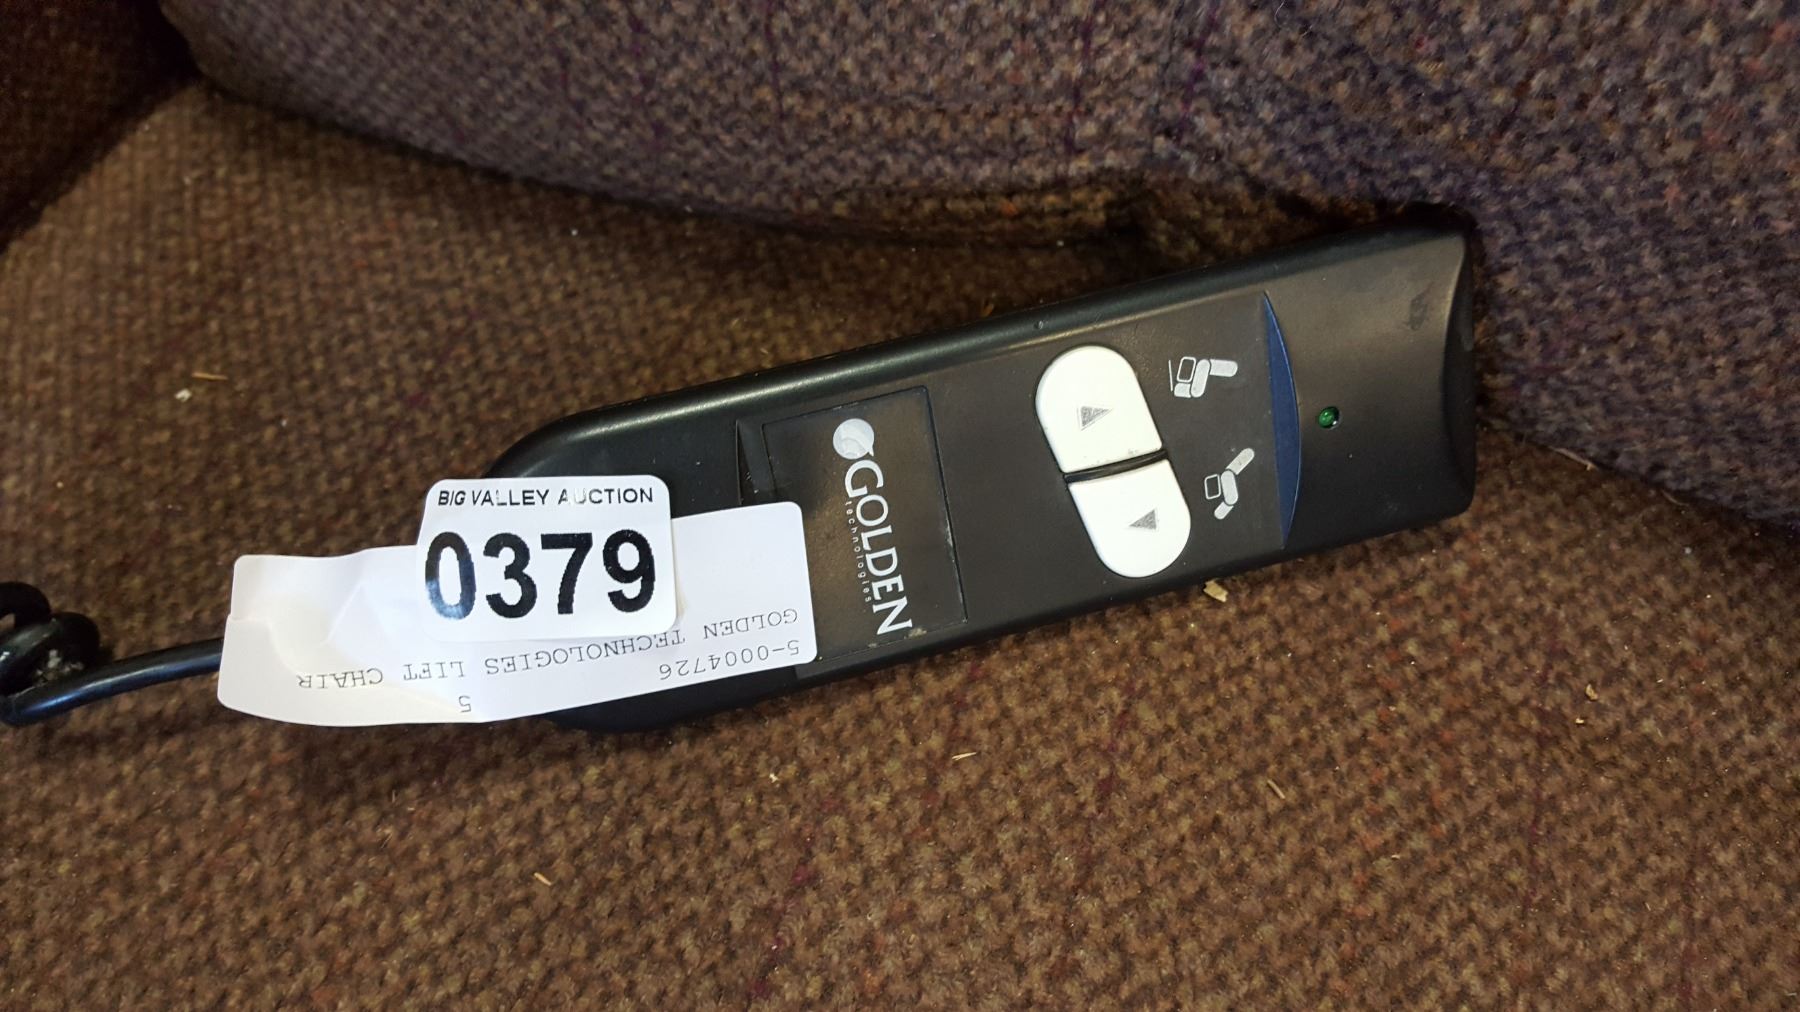 BIG VALLEY AUCTION
0379
5-0004726
GOLDEN TECHNOLOGIES LIFT CHAIR
5
GOLDEN
technologies.